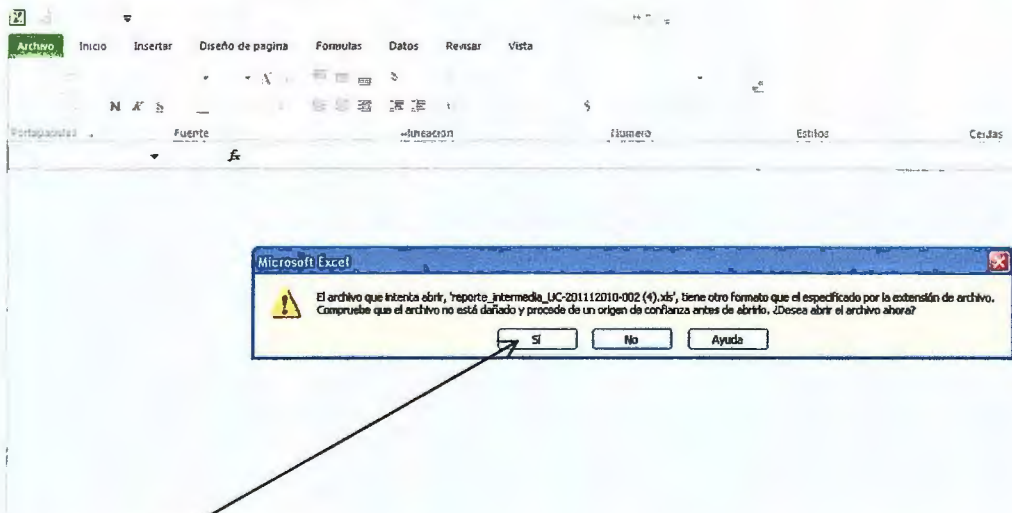 Archivo Inicio Insertar Diseño de pagina Formulas Datos Revisar Vista
N K S
$
Portapapeles Fuente Alineacion Numero Estilos Celdas
fx
Microsoft Excel
El archivo que intenta abrir, 'reporte_intermedia_UC-201112010-002 (4).xls', tiene otro formato que el especificado por la extensión de archivo.
Compruebe que el archivo no está dañado y procede de un origen de confianza antes de abrirlo. ¿Desea abrir el archivo ahora?
Sí No Ayuda